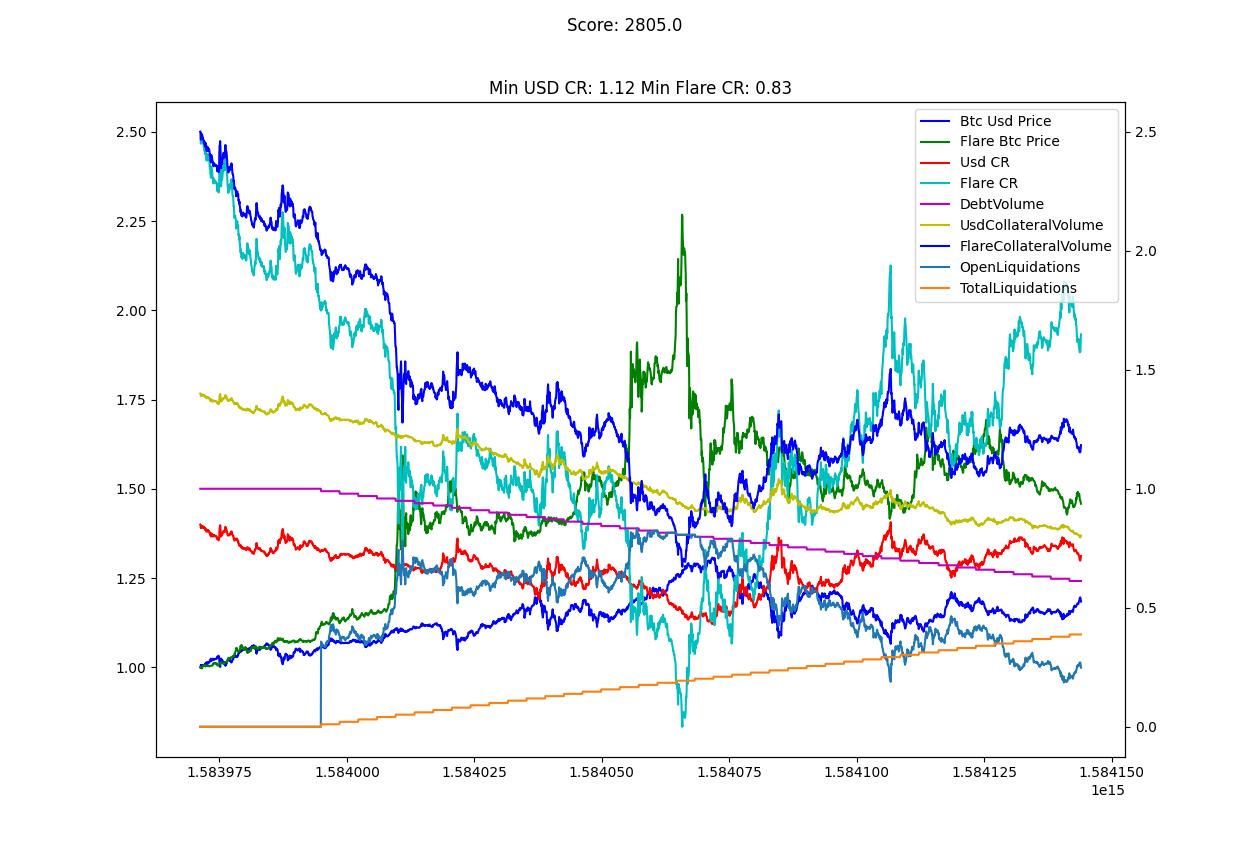 Score: 2805.0
Min USD CR: 1.12 Min Flare CR: 0.83
Btc Usd Price
Flare Btc Price
Usd CR
Flare CR
DebtVolume
UsdCollateralVolume
FlareCollateralVolume
OpenLiquidations
TotalLiquidations
2.50
2.25
2.00
1.75
1.50
1.25
1.00
2.5
2.0
1.5
1.0
0.5
0.0
1.583975
1.584000
1.584025
1.584050
1.584075
1.584100
1.584125
1.584150
1e15